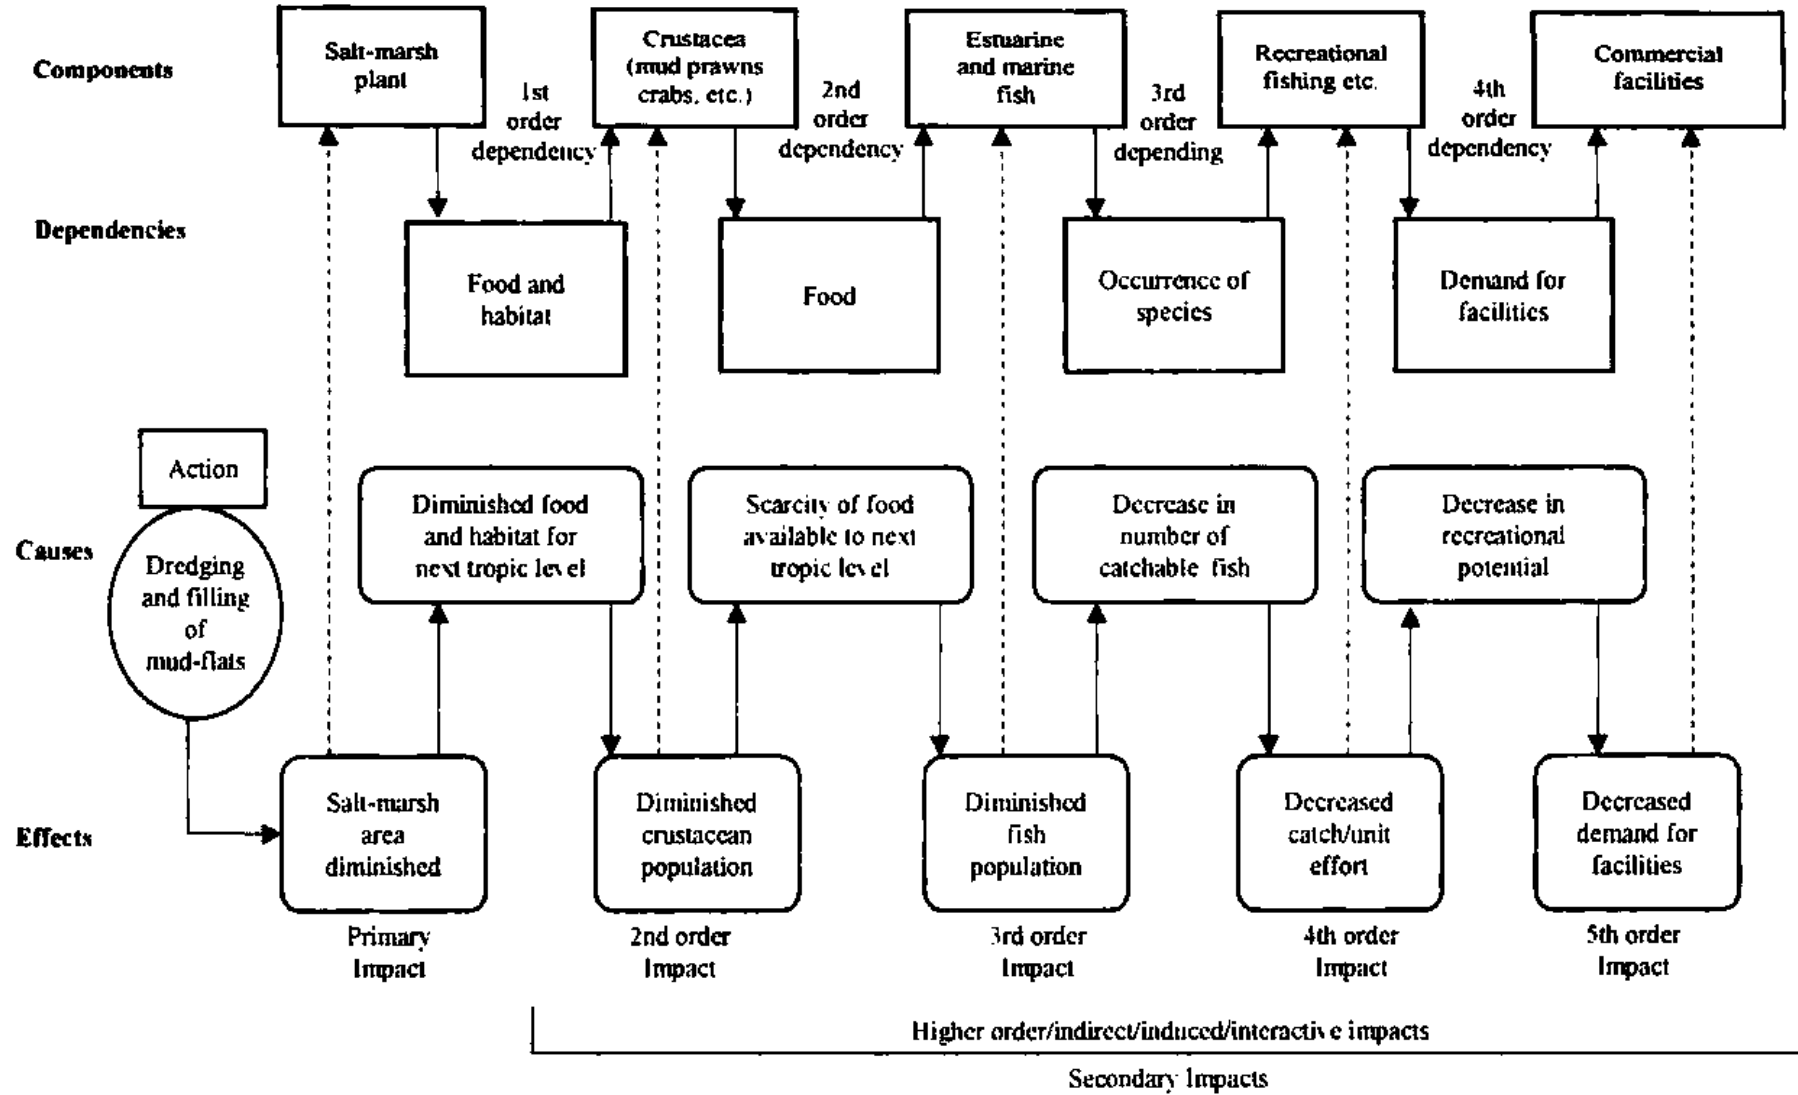 Components
Salt-marsh
plant
1st
order
dependency
Crustacea
(mud prawns
crabs, etc.)
2nd
order
dependency
Estuarine
and marine
fish
3rd
order
depending
Recreational
fishing etc.
4th
order
dependency
Commercial
facilities
Dependencies
Food and
habitat
Food
Occurrence of
species
Demand for
facilities
Causes
Action
Dredging
and filling
of
mud-flats
Diminished food
and habitat for
next tropic level
Scarcity of food
available to next
tropic level
Decrease in
number of
catchable fish
Decrease in
recreational
potential
Effects
Salt-marsh
area
diminished
Diminished
crustacean
population
Diminished
fish
population
Decreased
catch/unit
effort
Decreased
demand for
facilities
Primary
Impact
2nd order
Impact
3rd order
Impact
4th order
Impact
5th order
Impact
Higher order/indirect/induced/interactive impacts
Secondary Impacts